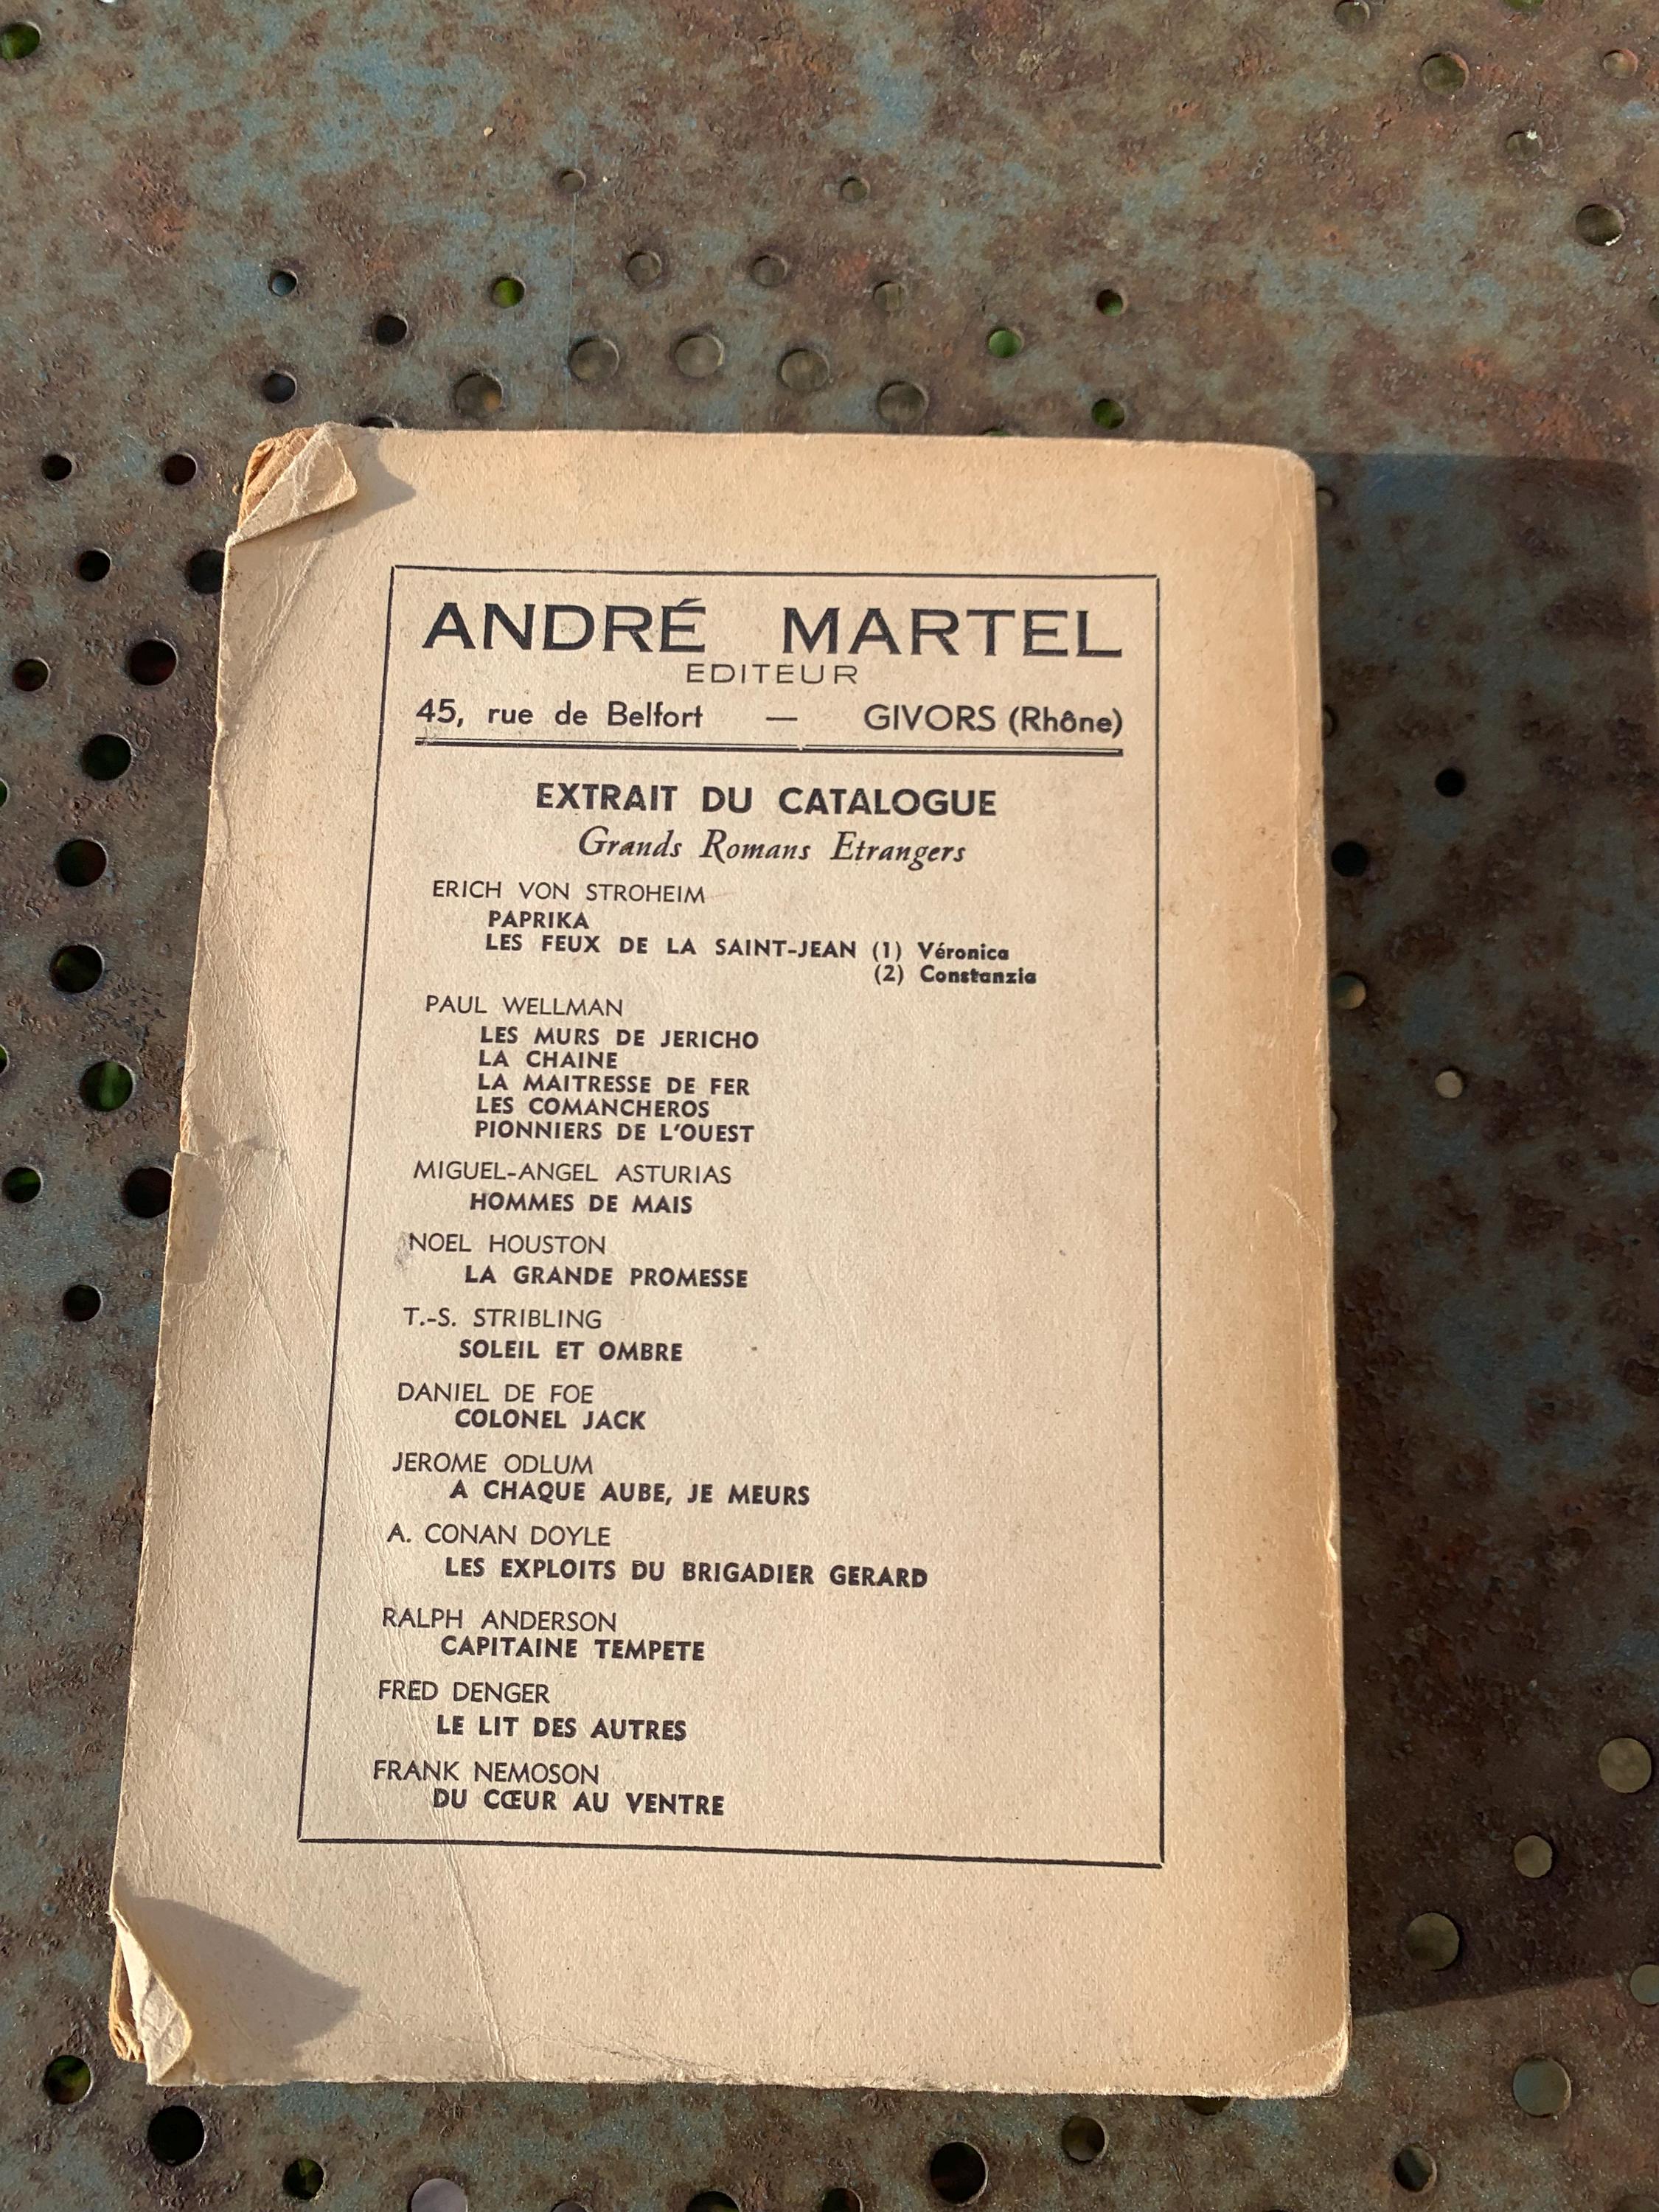 ANDRÉ MARTEL
EDITEUR
45, rue de Belfort — GIVORS (Rhône)
EXTRAIT DU CATALOGUE
Grands Romans Etrangers
ERICH VON STROHEIM
PAPRIKA
LES FEUX DE LA SAINT-JEAN (1) Véronica
(2) Constanzia
PAUL WELLMAN
LES MURS DE JERICHO
LA CHAINE
LA MAITRESSE DE FER
LES COMANCHEROS
PIONNIERS DE L'OUEST
MIGUEL-ANGEL ASTURIAS
HOMMES DE MAIS
NOEL HOUSTON
LA GRANDE PROMESSE
T.-S. STRIBLING
SOLEIL ET OMBRE
DANIEL DE FOE
COLONEL JACK
JEROME ODLUM
A CHAQUE AUBE, JE MEURS
A. CONAN DOYLE
LES EXPLOITS DU BRIGADIER GERARD
RALPH ANDERSON
CAPITAINE TEMPETE
FRED DENGER
LE LIT DES AUTRES
FRANK NEMOSON
DU CŒUR AU VENTRE